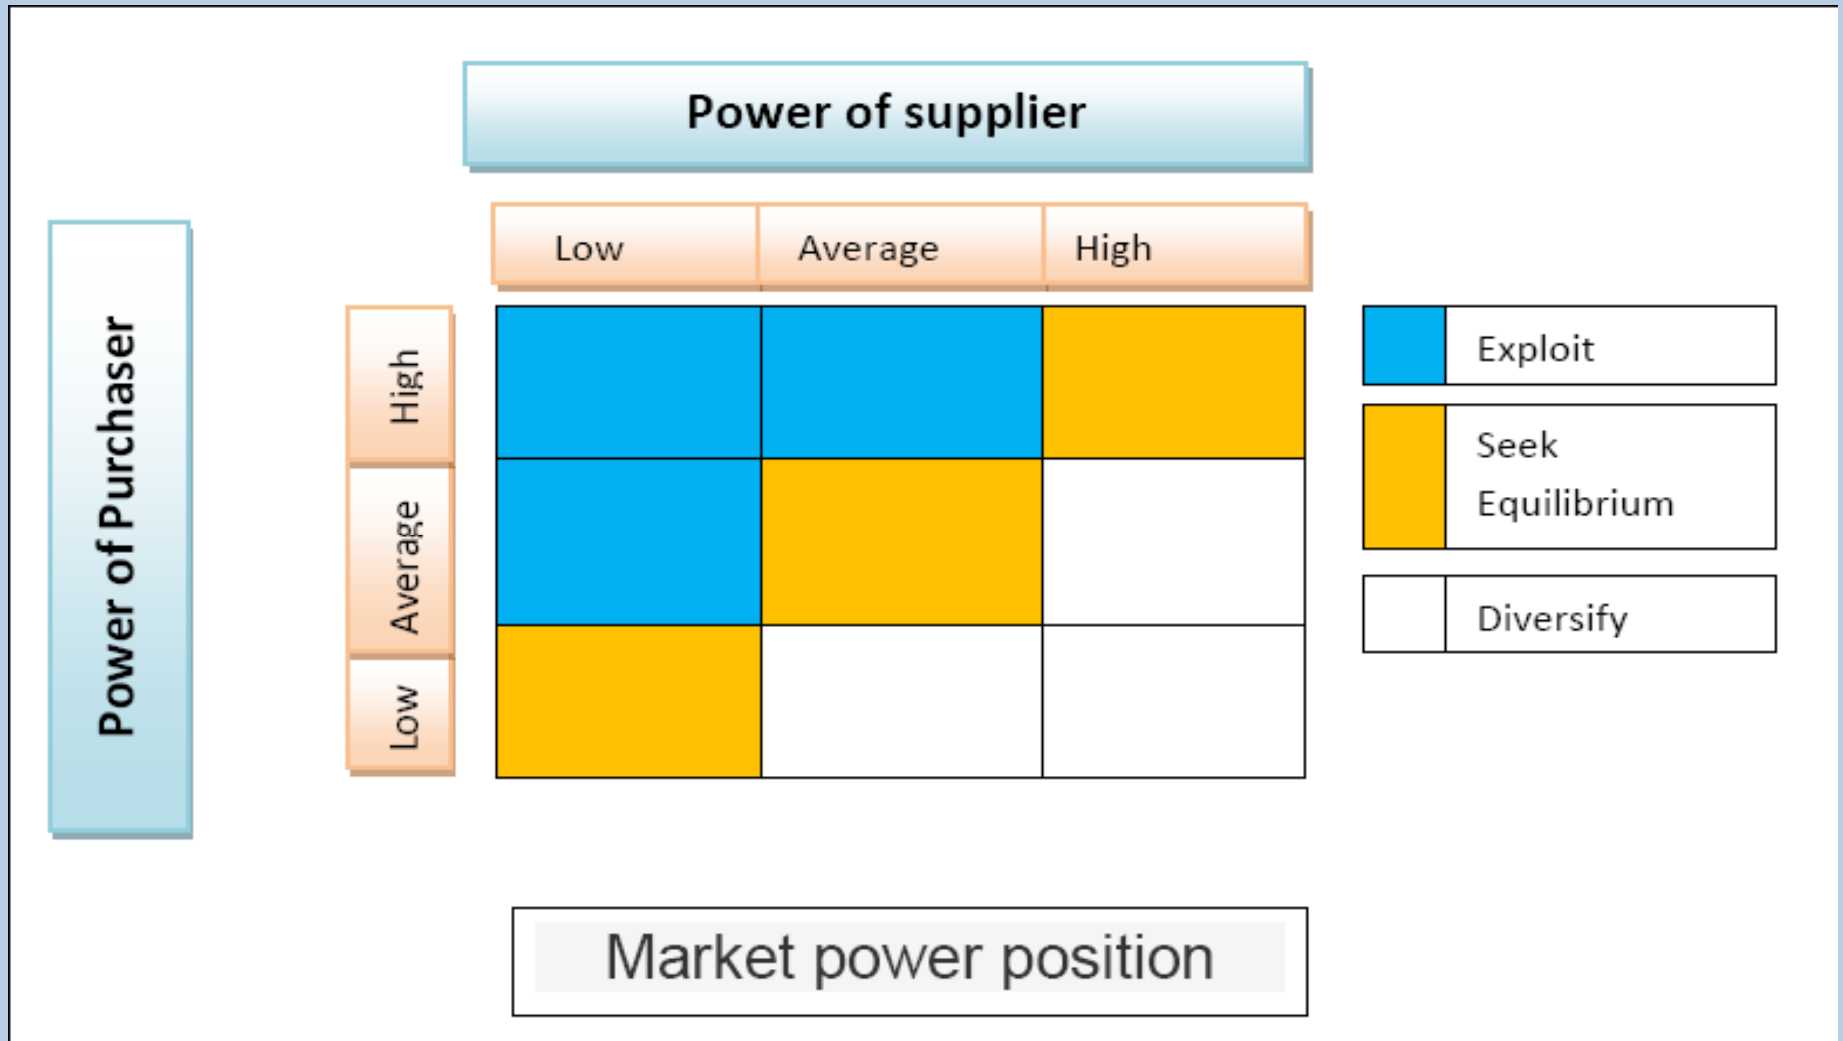 Power of supplier
Low
Average
High
Power of Purchaser
High
Average
Low
Exploit
Seek
Equilibrium
Diversify
Market power position